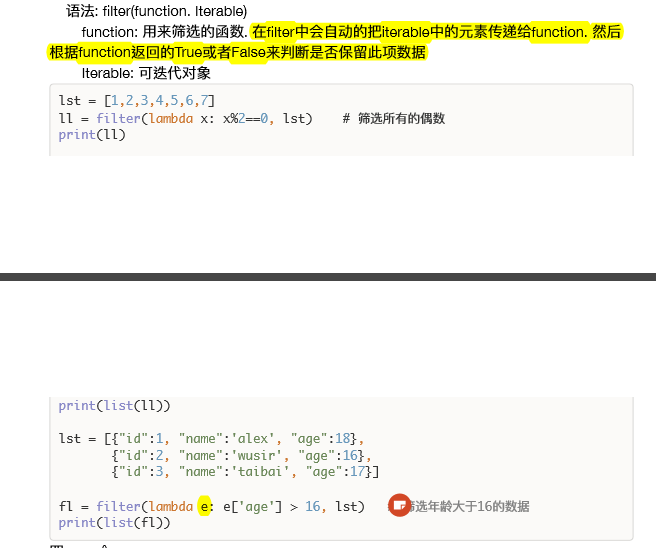 语法: filter(function. Iterable)
function: 用来筛选的函数. 在filter中会自动的把iterable中的元素传递给function. 然后
根据function返回的True或者False来判断是否保留此项数据
Iterable: 可迭代对象
lst = [1,2,3,4,5,6,7]
ll = filter(lambda x: x%2==0, lst)    # 筛选所有的偶数
print(ll)
print(list(ll))
lst = [{"id":1, "name":'alex', "age":18},
{"id":2, "name":'wusir', "age":16},
{"id":3, "name":'taibai', "age":17}]
fl = filter(lambda e: e['age'] > 16, lst)    筛选年龄大于16的数据
print(list(fl))